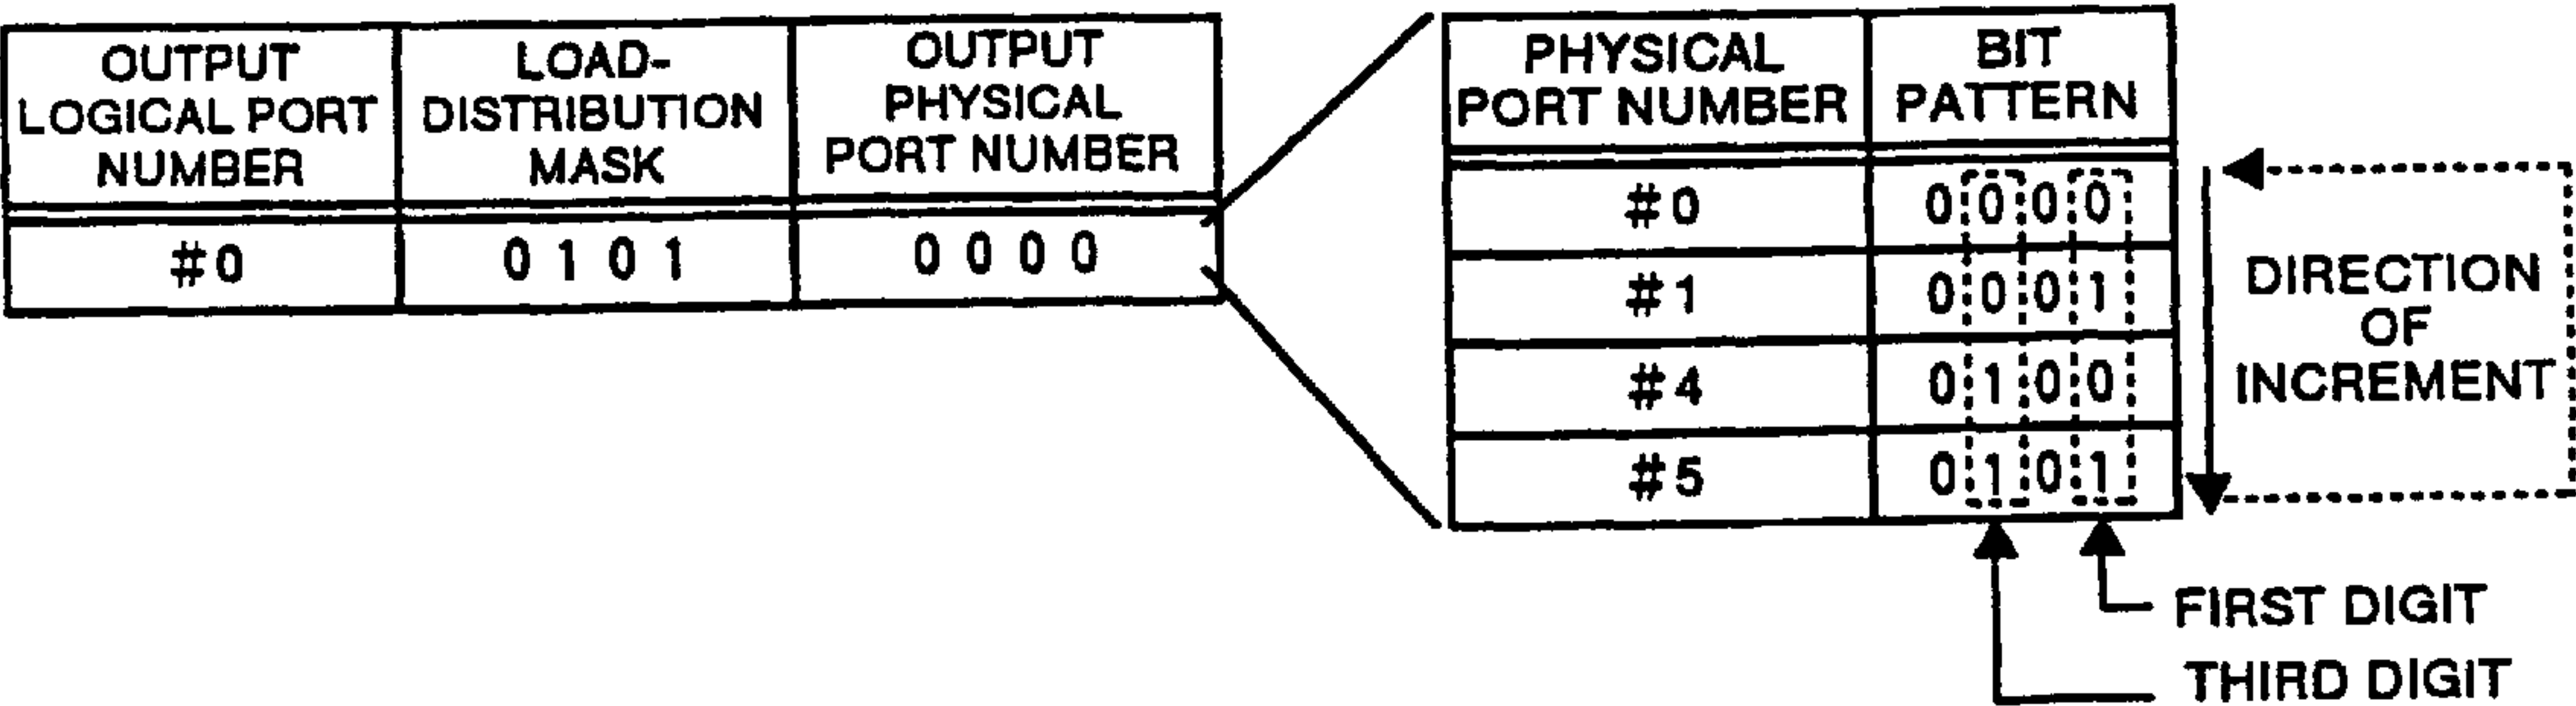 OUTPUT
LOGICAL PORT
NUMBER
LOAD-
DISTRIBUTION
MASK
OUTPUT
PHYSICAL
PORT NUMBER
#0
0 1 0 1
0 0 0 0
PHYSICAL
PORT NUMBER
BIT
PATTERN
#0
0 0 0 0
#1
0 0 0 1
#4
0 1 0 0
#5
0 1 0 1
DIRECTION
OF
INCREMENT
FIRST DIGIT
THIRD DIGIT